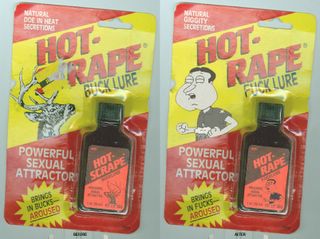 NATURAL
DOE IN HEAT
SECRETIONS
HOT-
RAPE®
BUCK LURE
POWERFUL
SEXUAL
ATTRACTOR
HOT
SCRAPE
BRINGS
IN BUCKS—
AROUSED
BEFORE
NATURAL
GIGGITY
SECRETIONS
HOT-
RAPE®
BUCK LURE
POWERFUL
SEXUAL
ATTRACTOR
HOT
RAPE
BRINGS
IN FUCKS—
AROUSED
AFTER